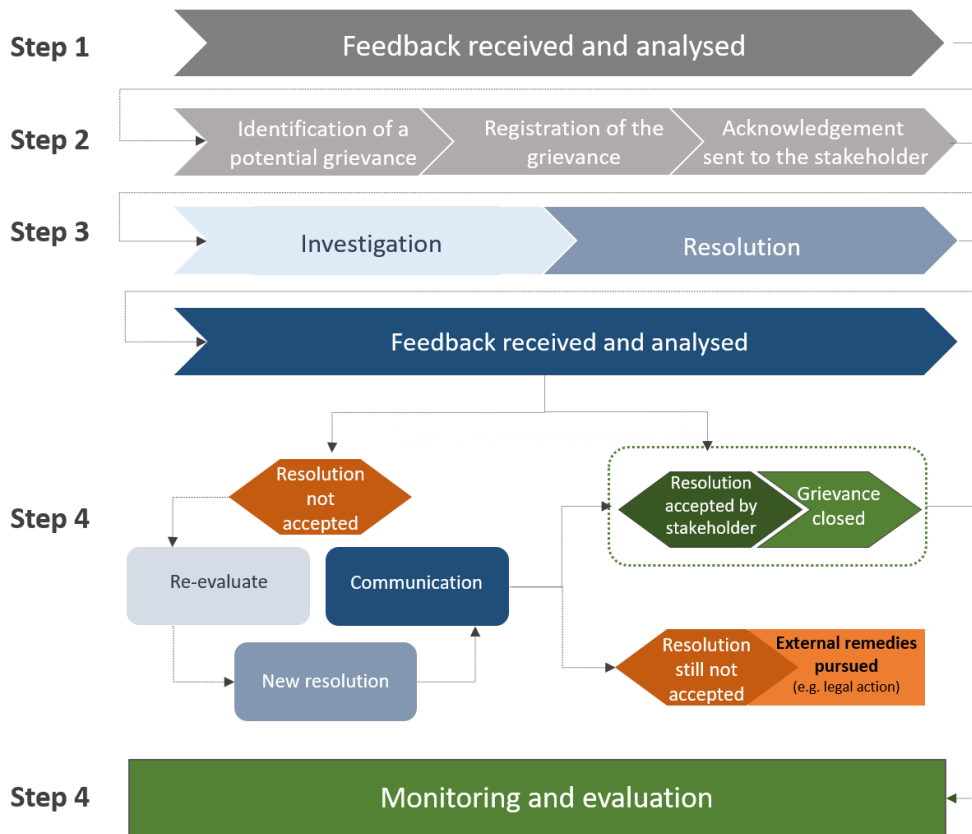 Step 1
Feedback received and analysed
Step 2
Identification of a
potential grievance
Registration of the
grievance
Acknowledgement
sent to the stakeholder
Step 3
Investigation
Resolution
Feedback received and analysed
Step 4
Resolution
not
accepted
Resolution
accepted by
stakeholder
Grievance
closed
Re-evaluate
Communication
New resolution
Resolution
still not
accepted
External remedies
pursued
(e.g. legal action)
Step 4
Monitoring and evaluation